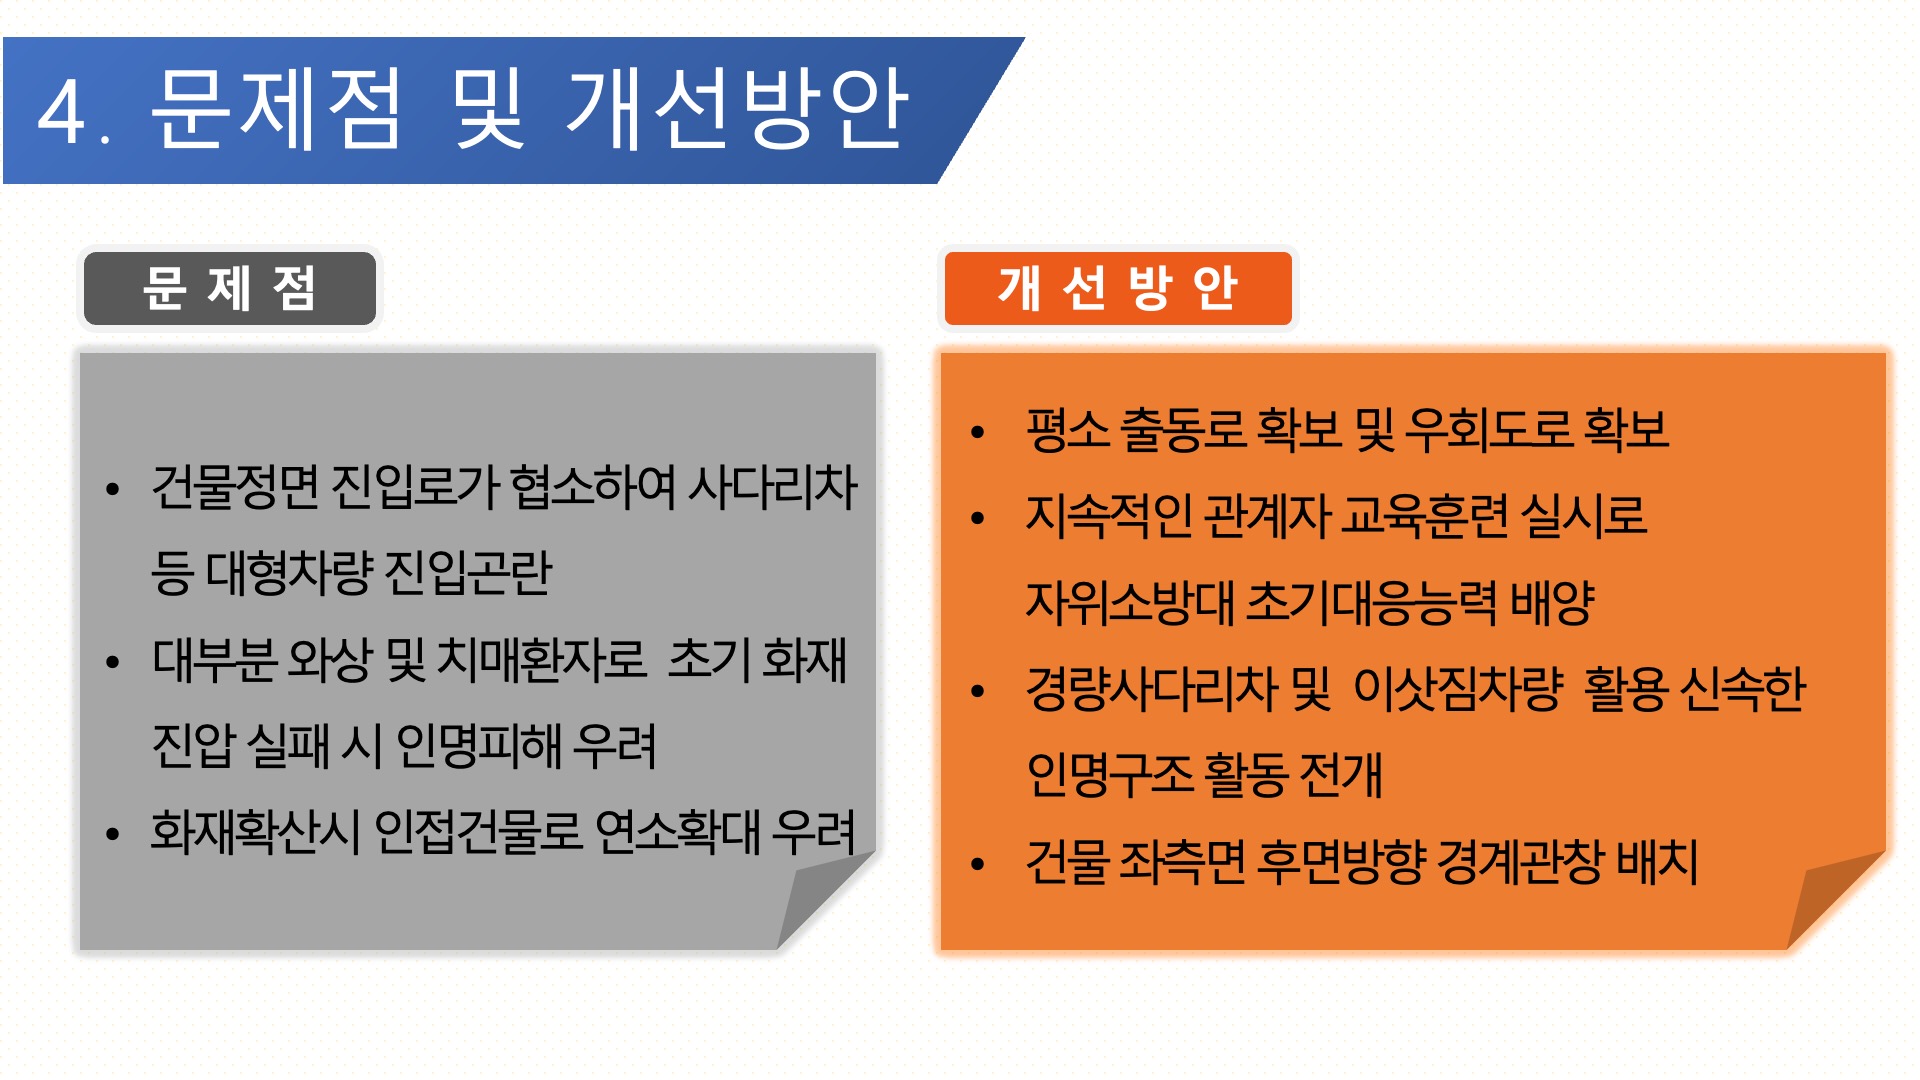 4. 문제점 및 개선방안
문 제 점
• 건물정면 진입로가 협소하여 사다리차
등 대형차량 진입곤란
• 대부분 와상 및 치매환자로 초기 화재
진압 실패 시 인명피해 우려
• 화재확산시 인접건물로 연소확대 우려
개 선 방 안
• 평소 출동로 확보 및 우회도로 확보
• 지속적인 관계자 교육훈련 실시로
자위소방대 초기대응능력 배양
• 경량사다리차 및 이삿짐차량 활용 신속한
인명구조 활동 전개
• 건물 좌측면 후면방향 경계관창 배치